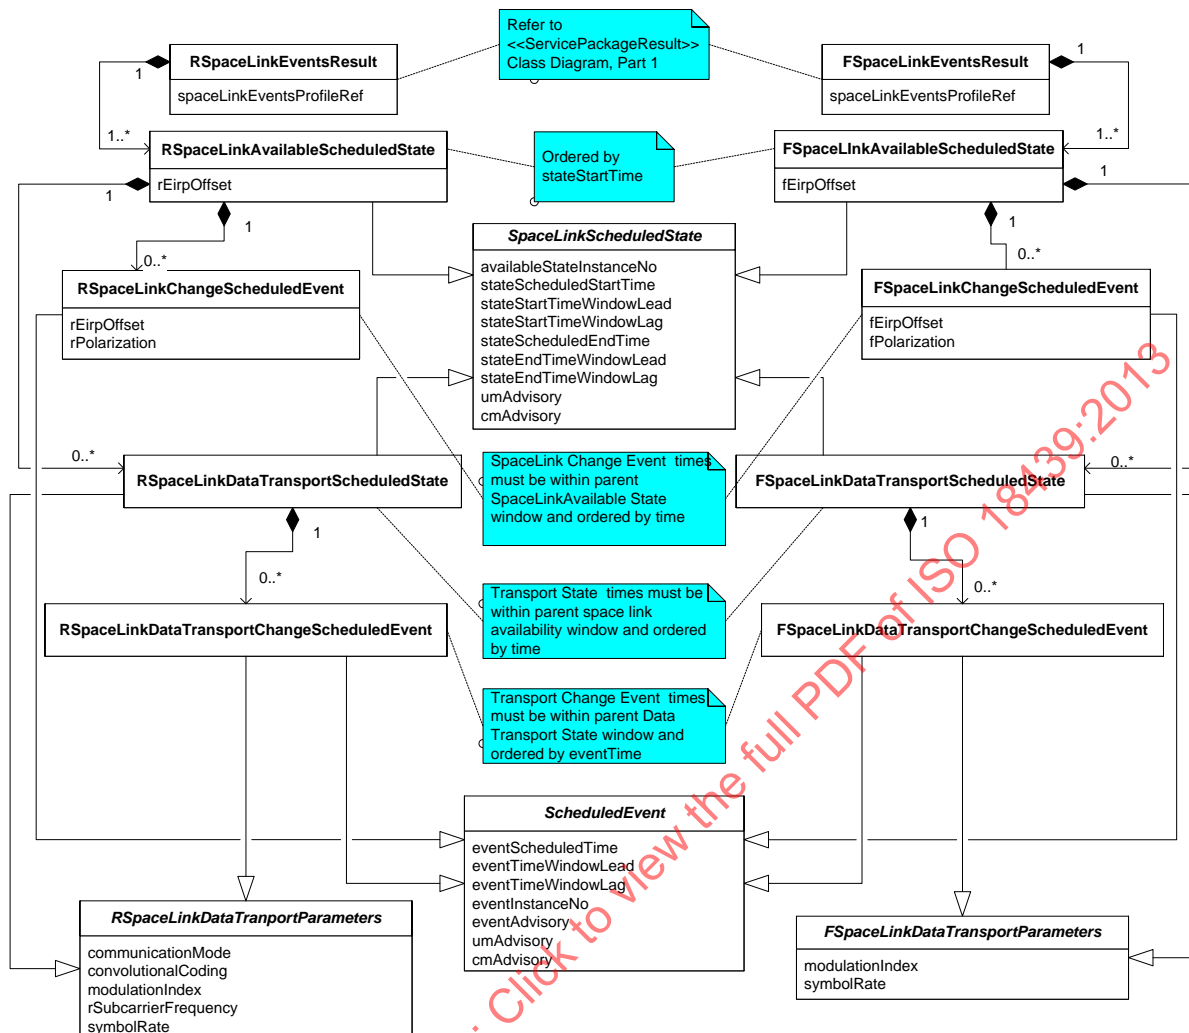 Refer to
<<ServicePackageResult>>
Class Diagram, Part 1
RSpaceLinkEventsResult
spaceLinkEventsProfileRef
1
FSpaceLinkEventsResult
spaceLinkEventsProfileRef
1
1..*
1..*
RSpaceLinkAvailableScheduledState
rEirpOffset
1
1
Ordered by
stateStartTime
FSpaceLInkAvailableScheduledState
fEirpOffset
1
1
SpaceLinkScheduledState
availableStateInstanceNo
stateScheduledStartTime
stateStartTimeWindowLead
stateStartTimeWindowLag
stateScheduledEndTime
stateEndTimeWindowLead
stateEndTimeWindowLag
umAdvisory
cmAdvisory
0..*
RSpaceLinkChangeScheduledEvent
rEirpOffset
rPolarization
0..*
FSpaceLinkChangeScheduledEvent
fEirpOffset
fPolarization
0..*
RSpaceLinkDataTransportScheduledState
1
SpaceLink Change Event times
must be within parent
SpaceLinkAvailable State
window and ordered by time
0..*
FSpaceLinkDataTransportScheduledState
1
0..*
RSpaceLinkDataTransportChangeScheduledEvent
Transport State times must be
within parent space link
availability window and ordered
by time
0..*
FSpaceLinkDataTransportChangeScheduledEvent
Transport Change Event times
must be within parent Data
Transport State window and
ordered by eventTime
ScheduledEvent
eventScheduledTime
eventTimeWindowLead
eventTimeWindowLag
eventInstanceNo
eventAdvisory
umAdvisory
cmAdvisory
RSpaceLinkDataTranportParameters
communicationMode
convolutionalCoding
modulationIndex
rSubcarrierFrequency
symbolRate
FSpaceLinkDataTransportParameters
modulationIndex
symbolRate
: Click to view the full PDF of ISO 18439:2013